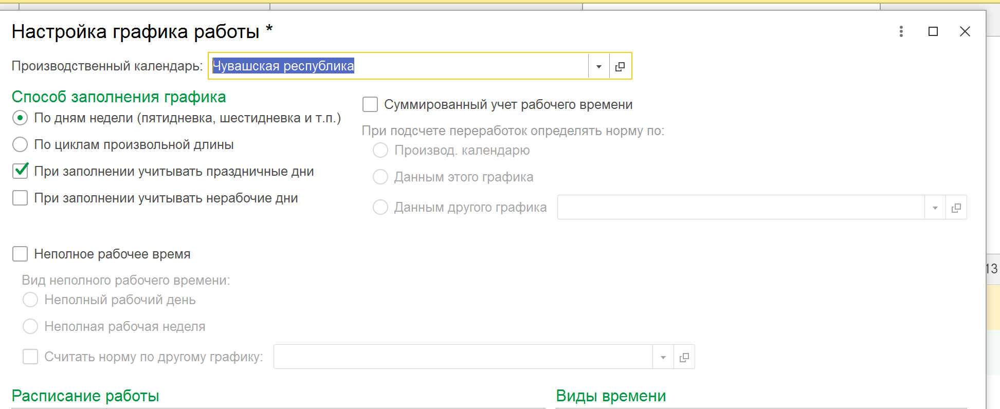 Настройка графика работы *
Производственный календарь: Чувашская республика
Способ заполнения графика
По дням недели (пятидневка, шестидневка и т.п.)
По циклам произвольной длины
При заполнении учитывать праздничные дни
При заполнении учитывать нерабочие дни
Суммированный учет рабочего времени
При подсчете переработок определять норму по:
Производ. календарю
Данным этого графика
Данным другого графика
13
Неполное рабочее время
Вид неполного рабочего времени:
Неполный рабочий день
Неполная рабочая неделя
Считать норму по другому графику:
Расписание работы
Виды времени